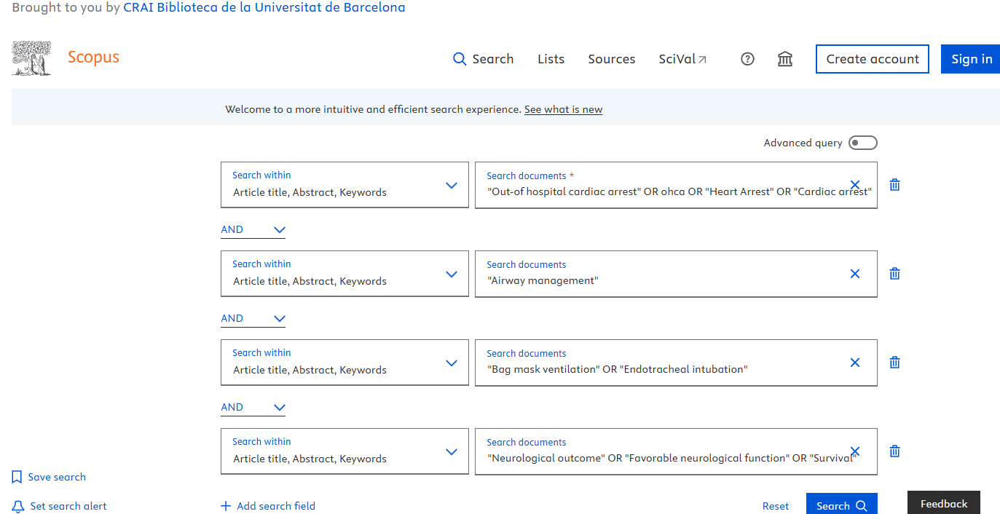 Brought to you by CRAI Biblioteca de la Universitat de Barcelona
Scopus
Search
Lists
Sources
SciVal
Create account
Sign in
Welcome to a more intuitive and efficient search experience. See what is new
Advanced query
Search within
Article title, Abstract, Keywords
Search documents *
"Out-of hospital cardiac arrest" OR ohca OR "Heart Arrest" OR "Cardiac arrest"
AND
Search within
Article title, Abstract, Keywords
Search documents
"Airway management"
AND
Search within
Article title, Abstract, Keywords
Search documents
"Bag mask ventilation" OR "Endotracheal intubation"
AND
Search within
Article title, Abstract, Keywords
Search documents
"Neurological outcome" OR "Favorable neurological function" OR "Survival"
Save search
Set search alert
Add search field
Reset
Search
Feedback